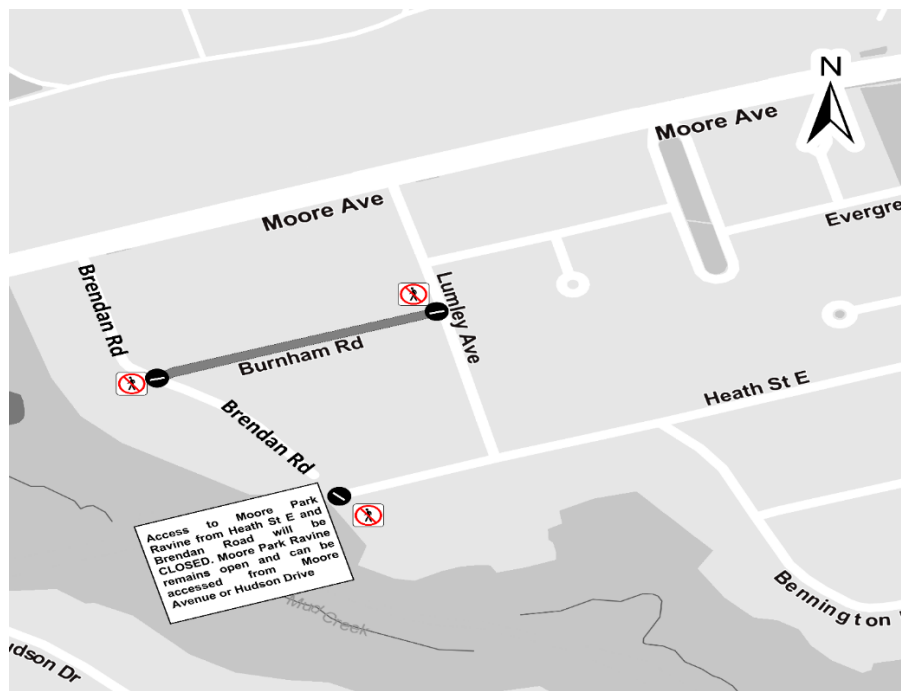 N
Moore Ave
Moore Ave
Evergre
Brendan Rd
Lumley Ave
Burnham Rd
Heath St E
Brendan Rd
Access to Moore Park
Ravine from Heath St E and
Brendan Road will be
CLOSED. Moore Park Ravine
remains open and can be
accessed from Moore
Avenue or Hudson Drive
Mud Creek
Bennington
udson Dr